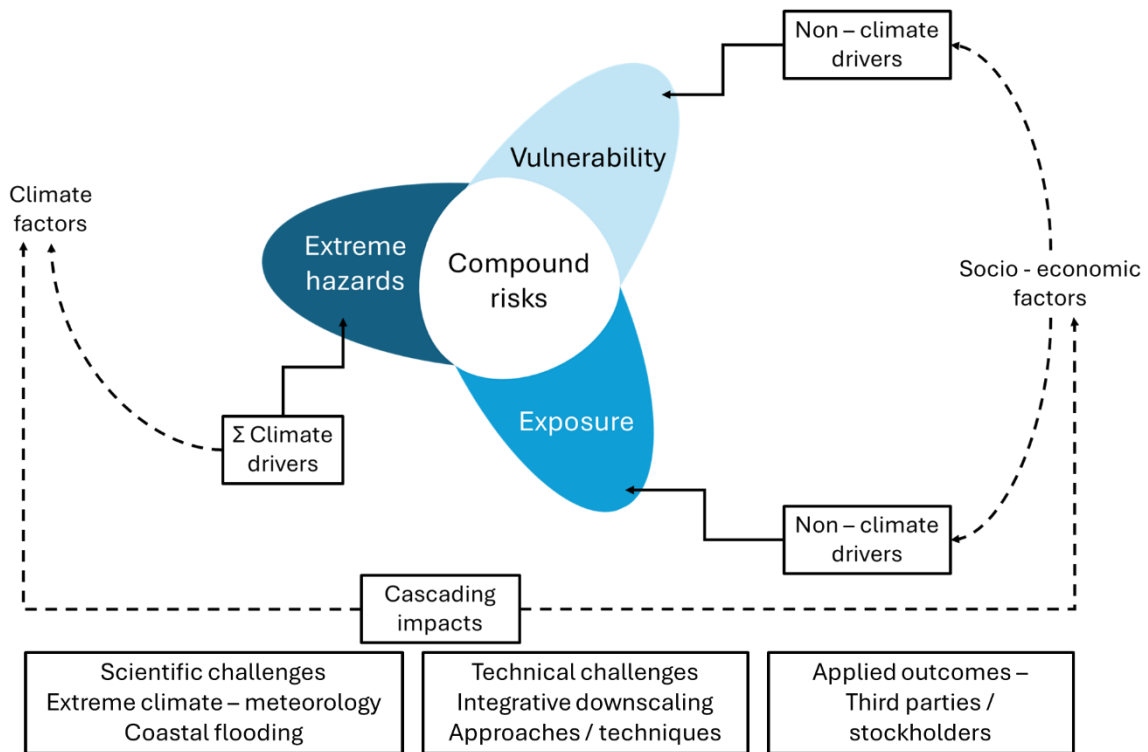 Non – climate
drivers
Vulnerability
Climate
factors
Extreme
hazards
Compound
risks
Socio - economic
factors
Σ Climate
drivers
Exposure
Non – climate
drivers
Cascading
impacts
Scientific challenges
Extreme climate – meteorology
Coastal flooding
Technical challenges
Integrative downscaling
Approaches / techniques
Applied outcomes –
Third parties /
stockholders